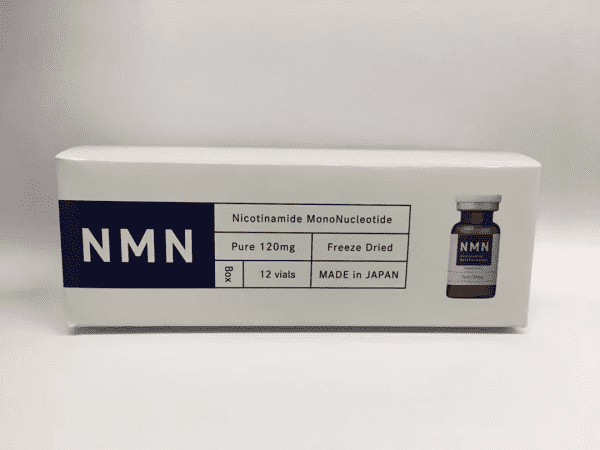 NMN
Nicotinamide MonoNucleotide
Pure 120mg
Freeze Dried
Box
12 vials
MADE in JAPAN
NMN